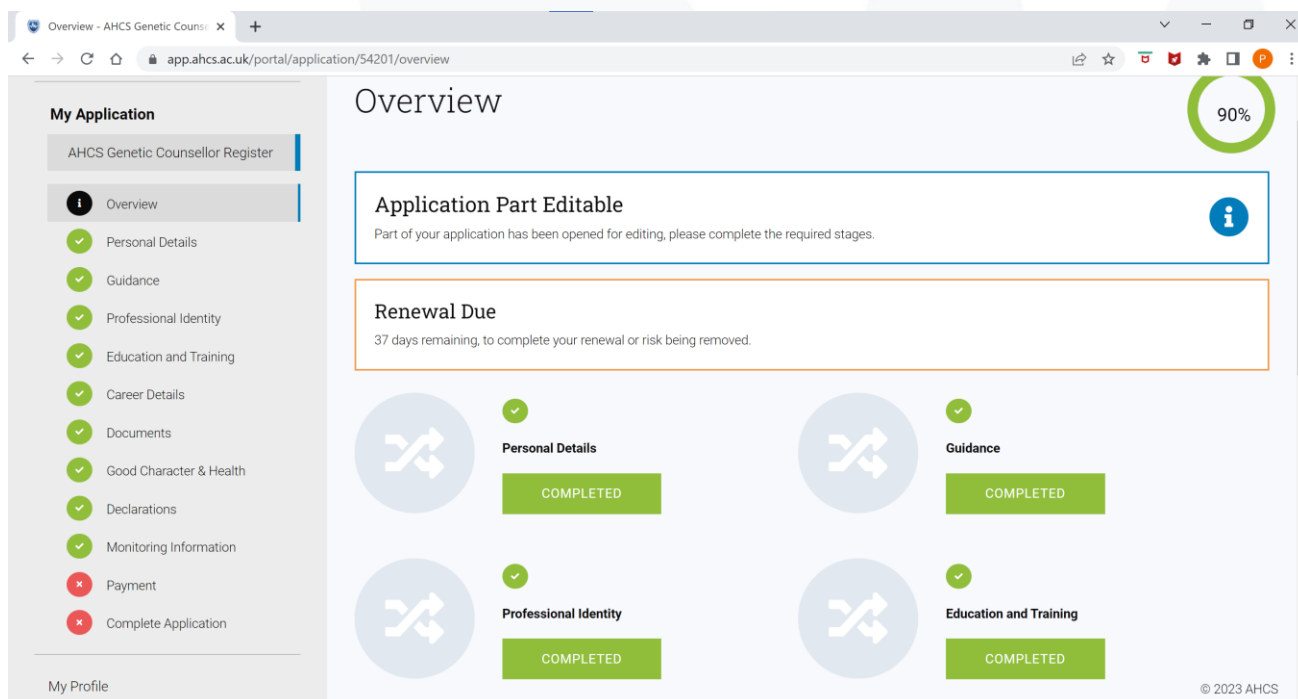 Overview - AHCS Genetic Couns
app.ahcs.ac.uk/portal/application/54201/overview
P
My Application
AHCS Genetic Counsellor Register
Overview
Personal Details
Guidance
Professional Identity
Education and Training
Career Details
Documents
Good Character & Health
Declarations
Monitoring Information
Payment
Complete Application
My Profile
Overview
90%
Application Part Editable
Part of your application has been opened for editing, please complete the required stages.
Renewal Due
37 days remaining, to complete your renewal or risk being removed.
Personal Details
COMPLETED
Guidance
COMPLETED
Professional Identity
COMPLETED
Education and Training
COMPLETED
© 2023 AHCS